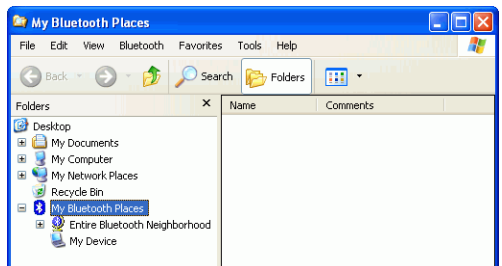 My Bluetooth Places
File Edit View Bluetooth Favorites Tools Help
Back Search Folders
Folders Name Comments
Desktop
My Documents
My Computer
My Network Places
Recycle Bin
My Bluetooth Places
Entire Bluetooth Neighborhood
My Device